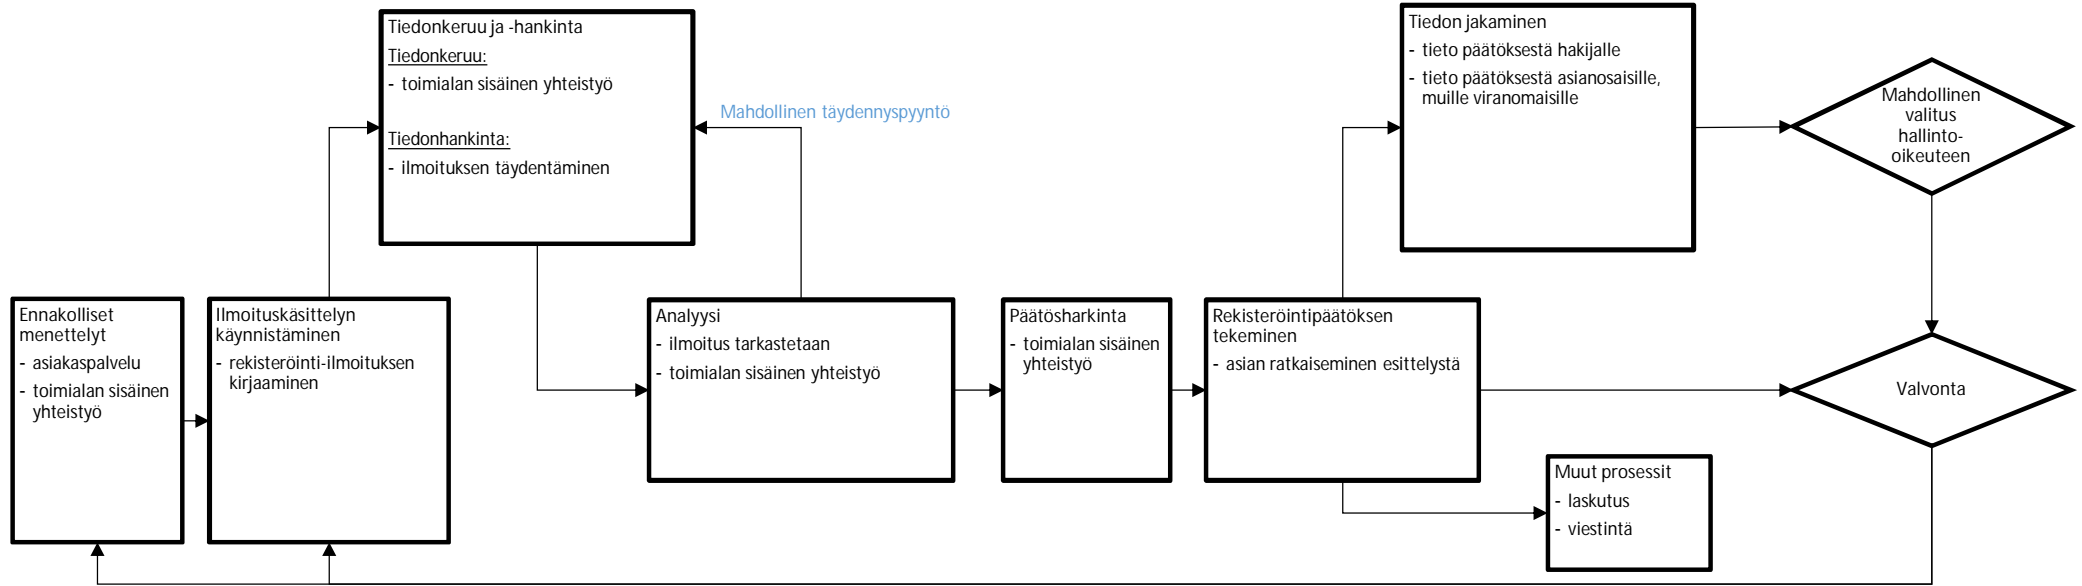 Tiedonkeruu ja -hankinta
Tiedonkeruu:
- toimialan sisäinen yhteistyö
Tiedonhankinta:
- ilmoituksen täydentäminen
Mahdollinen täydennyspyyntö
Tiedon jakaminen
- tieto päätöksestä hakijalle
- tieto päätöksestä asianosaisille,
muille viranomaisille
Mahdollinen
valitus
hallinto-
oikeuteen
Ennakolliset
menettelyt
- asiakaspalvelu
- toimialan sisäinen
yhteistyö
Ilmoituskäsittelyn
käynnistäminen
- rekisteröinti-ilmoituksen
kirjaaminen
Analyysi
- ilmoitus tarkastetaan
- toimialan sisäinen yhteistyö
Päätösharkinta
- toimialan sisäinen
yhteistyö
Rekisteröintipäätöksen
tekeminen
- asian ratkaiseminen esittelystä
Valvonta
Muut prosessit
- laskutus
- viestintä